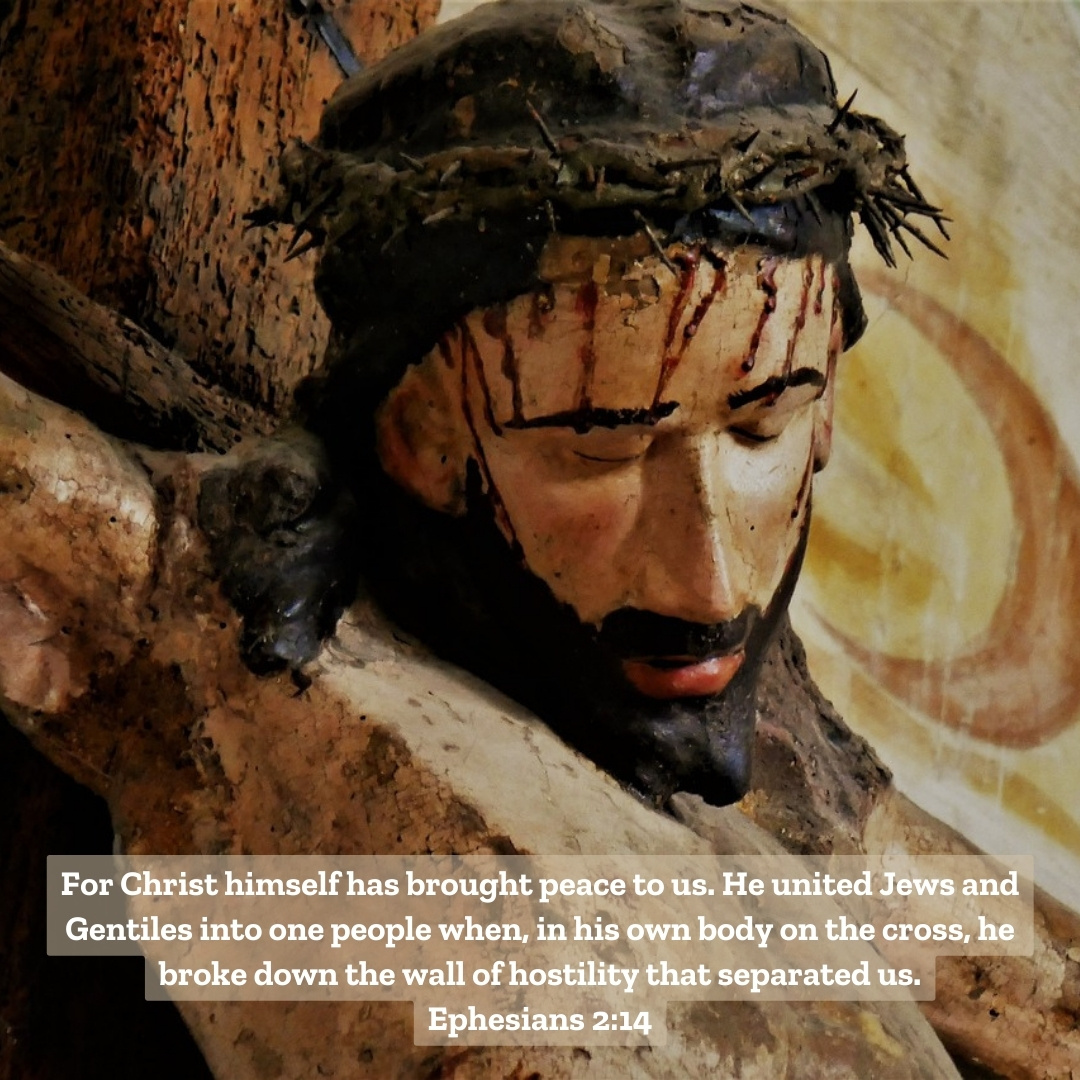 For Christ himself has brought peace to us. He united Jews and
Gentiles into one people when, in his own body on the cross, he
broke down the wall of hostility that separated us.
Ephesians 2:14